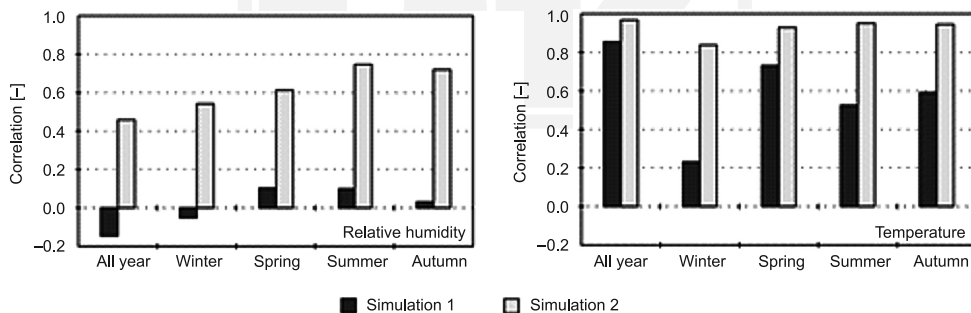 Correlation [–]
1.0
0.8
0.6
0.4
0.2
0.0
–0.2
Relative humidity
All year Winter Spring Summer Autumn
Correlation [–]
1.0
0.8
0.6
0.4
0.2
0.0
–0.2
Temperature
All year Winter Spring Summer Autumn
Simulation 1 Simulation 2